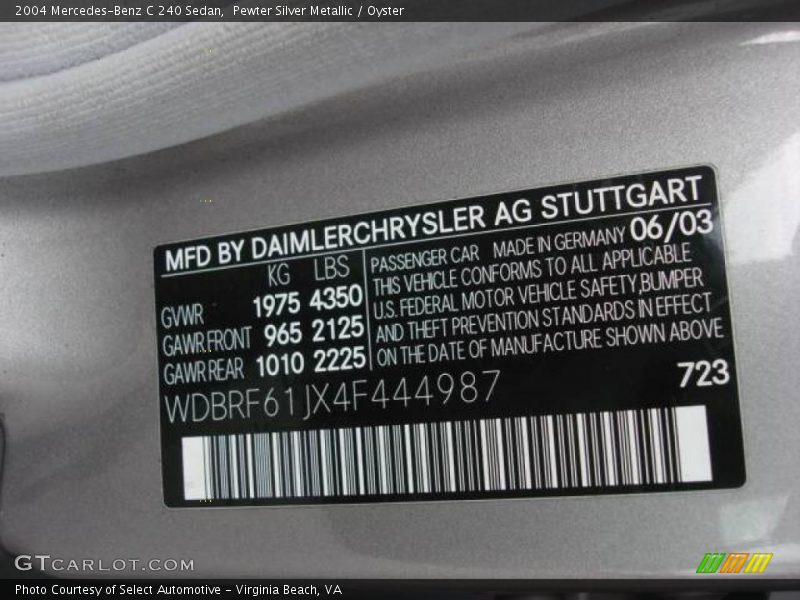 2004 Mercedes-Benz C 240 Sedan,  Pewter Silver Metallic / Oyster
MFD BY DAIMLERCHRYSLER AG STUTTGART
KG LBS
GVWR 1975 4350
GAWR FRONT 965 2125
GAWR REAR 1010 2225
PASSENGER CAR MADE IN GERMANY 06/03
THIS VEHICLE CONFORMS TO ALL APPLICABLE
U.S. FEDERAL MOTOR VEHICLE SAFETY,BUMPER
AND THEFT PREVENTION STANDARDS IN EFFECT
ON THE DATE OF MANUFACTURE SHOWN ABOVE
723
WDBRF61JX4F444987
GTCARLOT.COM
Photo Courtesy of Select Automotive - Virginia Beach, VA